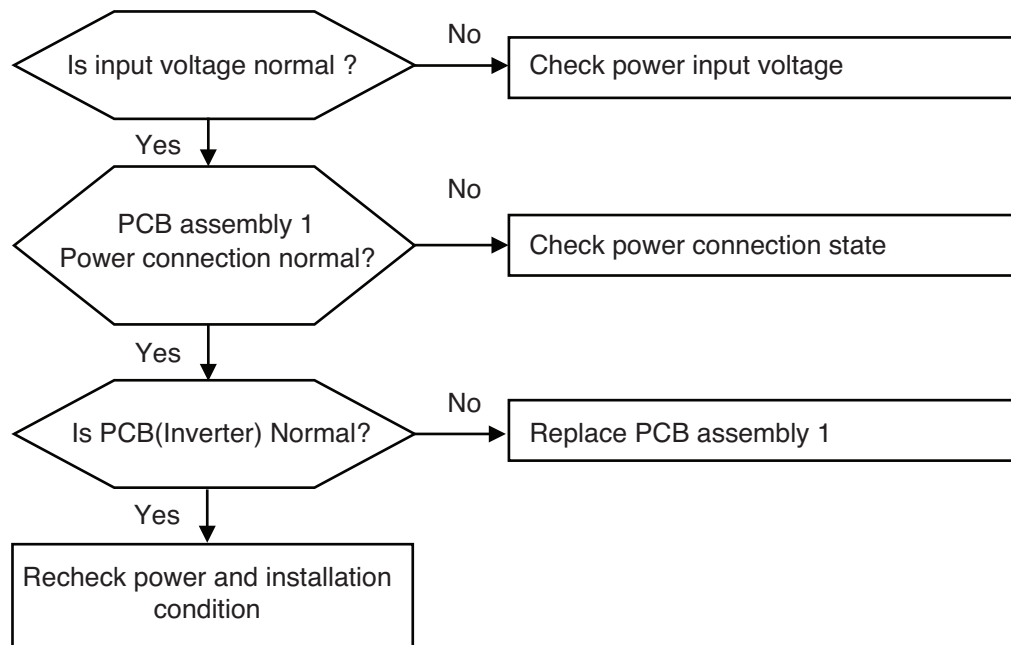 Is input voltage normal ?
No
Check power input voltage
Yes
PCB assembly 1
Power connection normal?
No
Check power connection state
Yes
Is PCB(Inverter) Normal?
No
Replace PCB assembly 1
Yes
Recheck power and installation
condition